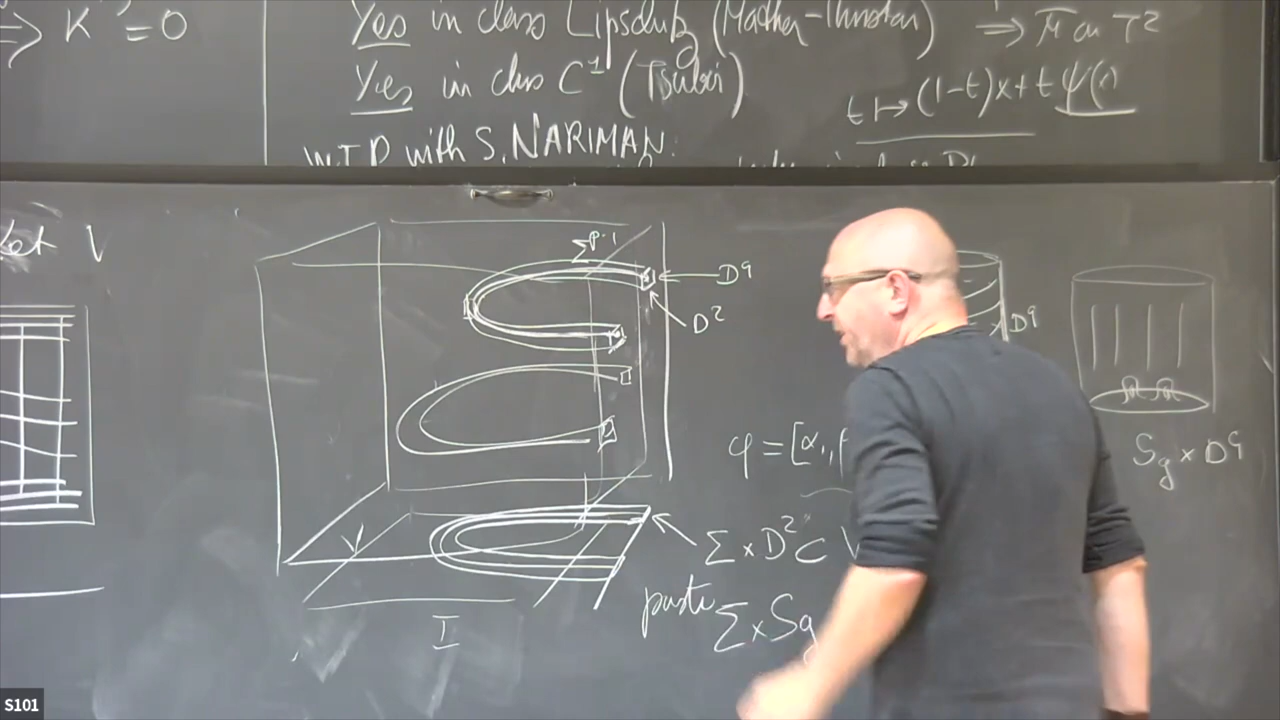 ⇒ K = 0
Yes in class Lipschitz (Mather-Thurston)
⇒ π on T²
Yes in class C¹ (Tsuboi)
t ↦ (1-t)x + t ψ(
W.I.P with S. NARIMAN:
V
Σᵖ⁻¹
D^q
D²
D^q
φ = [α₁,
S_g × D^q
V
Σ × D² ⊂ V
paste
Σ × S_g
I
S101